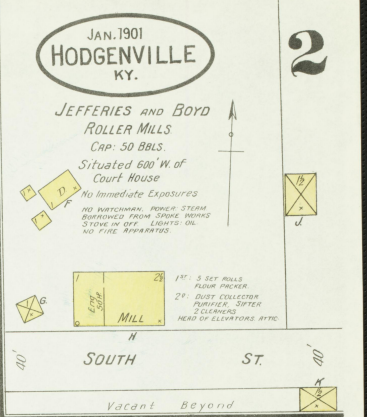 JAN. 1901
HODGENVILLE
KY.
2
JEFFERIES AND BOYD
ROLLER MILLS.
CAP: 50 BBLS.
Situated 600' W. of
Court House
No Immediate Exposures
NO WATCHMAN. POWER: STEAM
BORROWED FROM SPOKE WORKS
STOVE IN OFF. LIGHTS: OIL
NO FIRE APPARATUS.
D
F
1½
J.
G.
1
2½
Eng.
MILL
1ST: 3 SET ROLLS
FLOUR PACKER.
2D: DUST COLLECTOR
PURIFIER, SIFTER
2 CLEANERS
HEAD OF ELEVATORS ATTIC
H
40'
SOUTH ST.
40'
K
Vacant Beyond